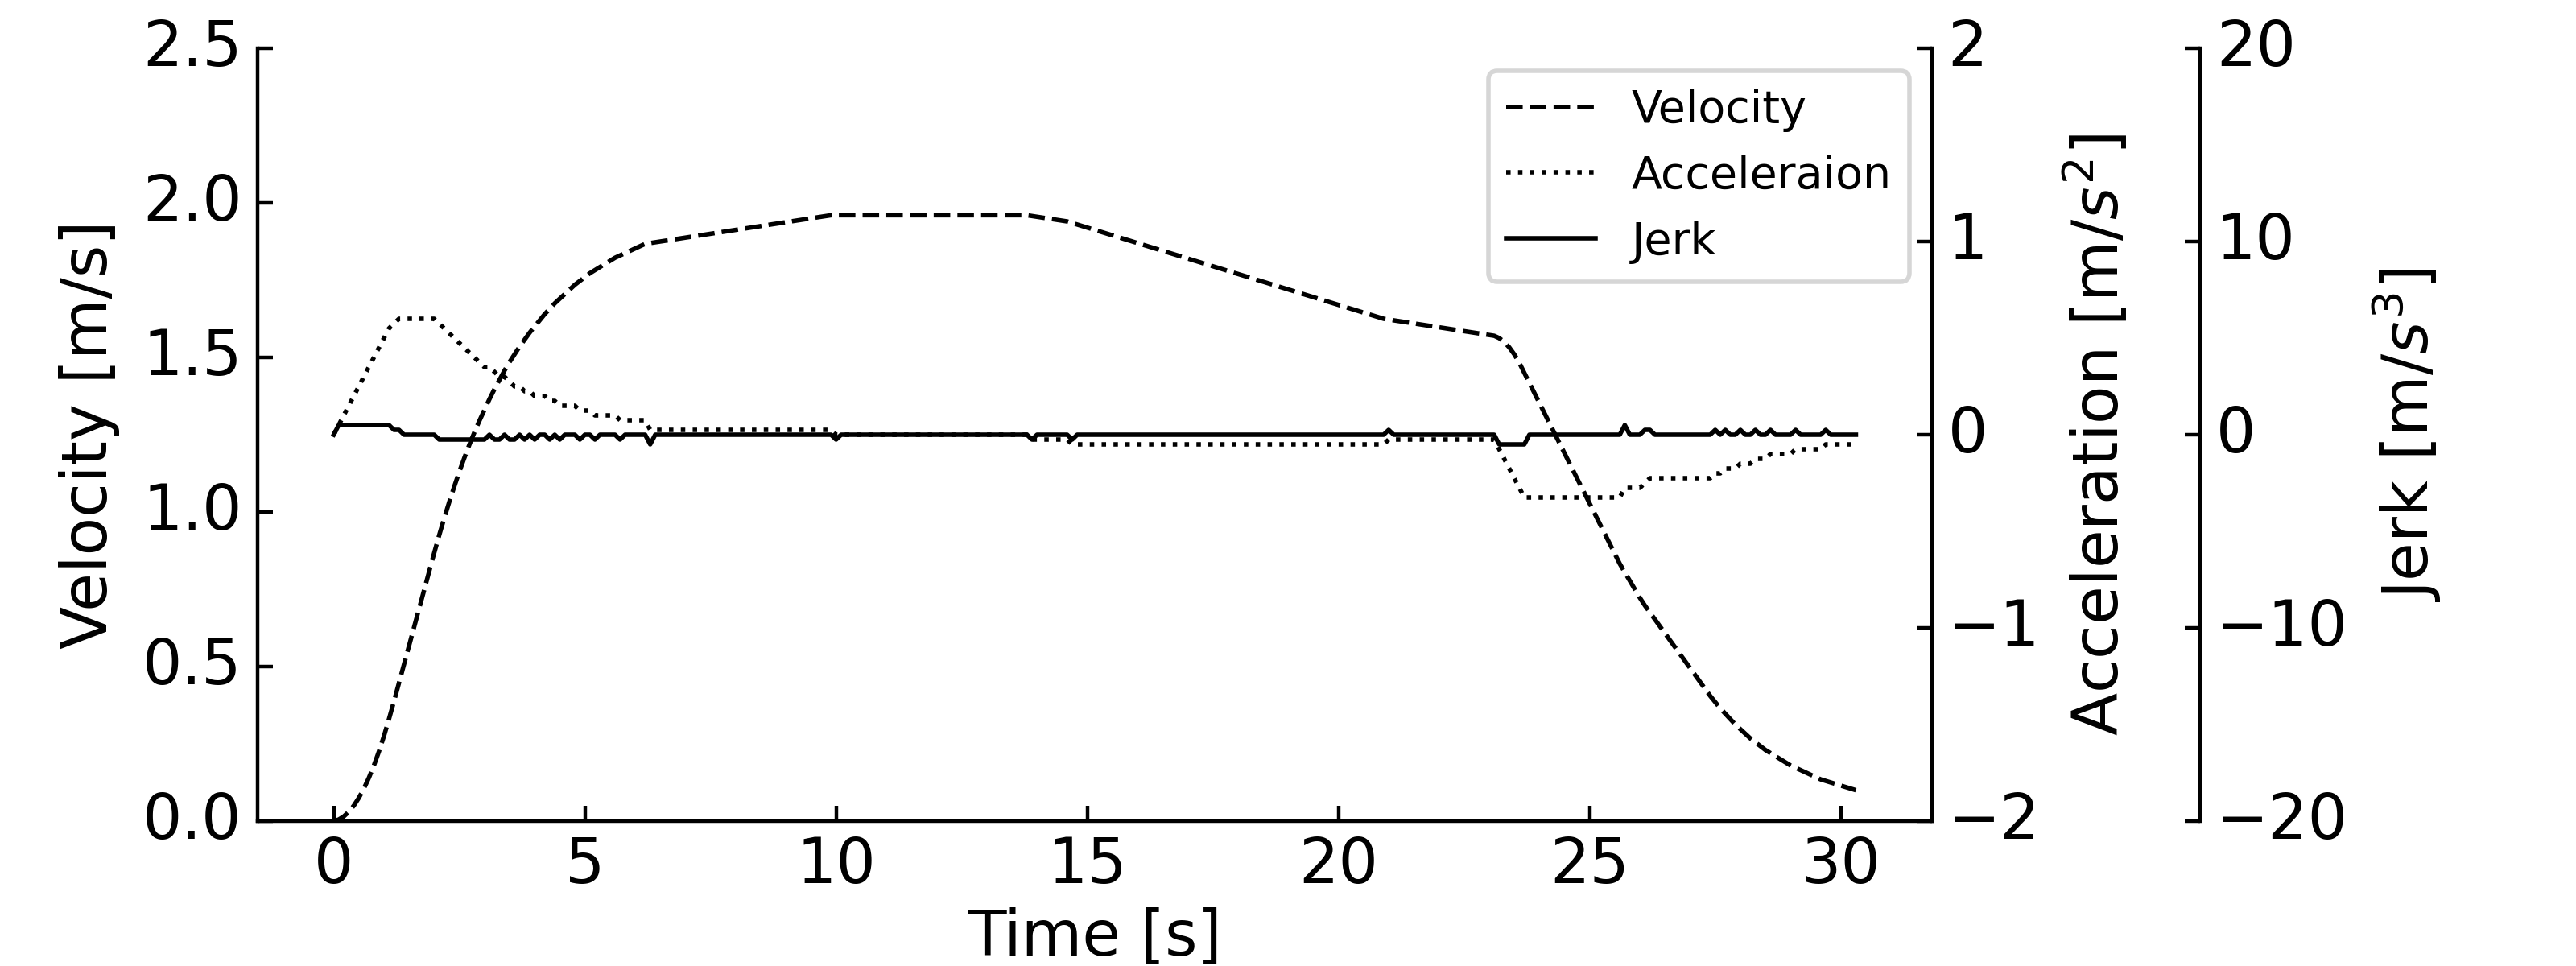 Velocity [m/s]
2.5
2.0
1.5
1.0
0.5
0.0
0 5 10 15 20 25 30
Time [s]
Velocity
Acceleraion
Jerk
2
1
0
−1
−2
Acceleration [m/s²]
20
10
0
−10
−20
Jerk [m/s³]